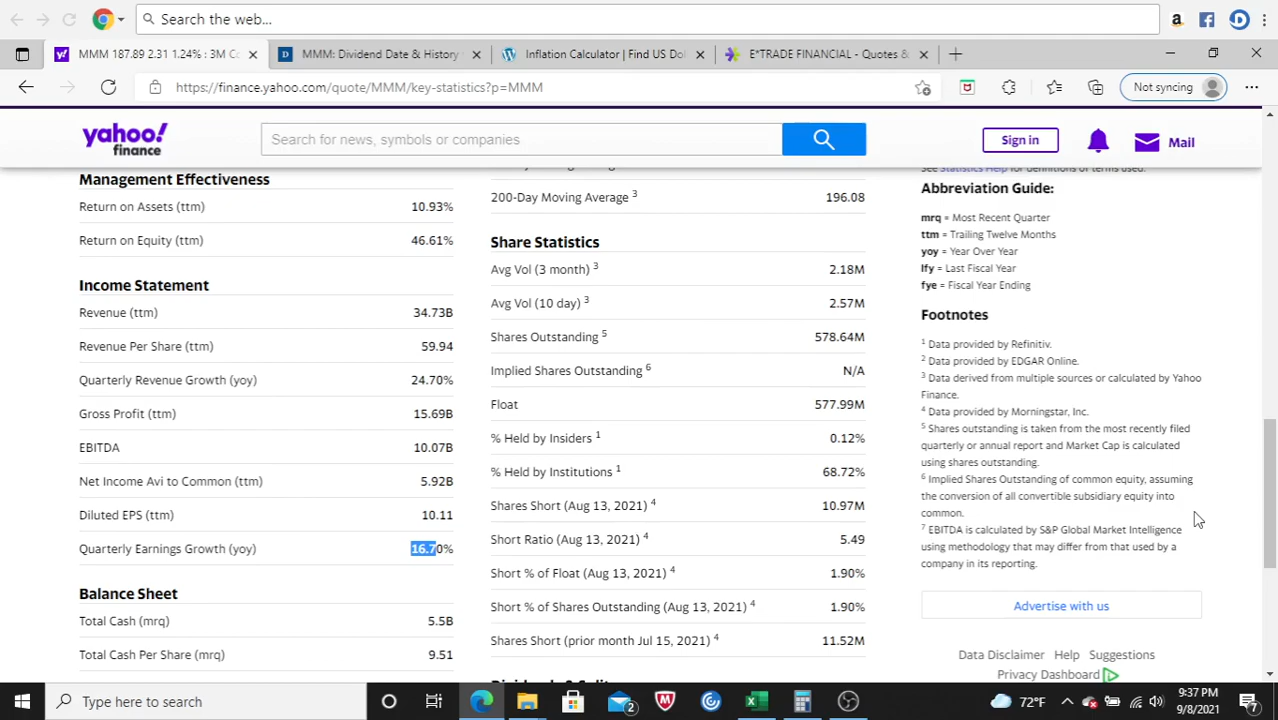 Search the web...
MMM 187.89 2.31 1.24% : 3M Co
MMM: Dividend Date & History
Inflation Calculator | Find US Dol
E*TRADE FINANCIAL - Quotes &
https://finance.yahoo.com/quote/MMM/key-statistics?p=MMM
Not syncing
yahoo!
finance
Search for news, symbols or companies
Sign in
Mail
Management Effectiveness
Return on Assets (ttm) 10.93%
Return on Equity (ttm) 46.61%
Income Statement
Revenue (ttm) 34.73B
Revenue Per Share (ttm) 59.94
Quarterly Revenue Growth (yoy) 24.70%
Gross Profit (ttm) 15.69B
EBITDA 10.07B
Net Income Avi to Common (ttm) 5.92B
Diluted EPS (ttm) 10.11
Quarterly Earnings Growth (yoy) 16.70%
Balance Sheet
Total Cash (mrq) 5.5B
Total Cash Per Share (mrq) 9.51
200-Day Moving Average 3 196.08
Share Statistics
Avg Vol (3 month) 3 2.18M
Avg Vol (10 day) 3 2.57M
Shares Outstanding 5 578.64M
Implied Shares Outstanding 6 N/A
Float 577.99M
% Held by Insiders 1 0.12%
% Held by Institutions 1 68.72%
Shares Short (Aug 13, 2021) 4 10.97M
Short Ratio (Aug 13, 2021) 4 5.49
Short % of Float (Aug 13, 2021) 4 1.90%
Short % of Shares Outstanding (Aug 13, 2021) 4 1.90%
Shares Short (prior month Jul 15, 2021) 4 11.52M
See Statistics Help for definitions of terms used.
Abbreviation Guide:
mrq = Most Recent Quarter
ttm = Trailing Twelve Months
yoy = Year Over Year
lfy = Last Fiscal Year
fye = Fiscal Year Ending
Footnotes
1 Data provided by Refinitiv.
2 Data provided by EDGAR Online.
3 Data derived from multiple sources or calculated by Yahoo
Finance.
4 Data provided by Morningstar, Inc.
5 Shares outstanding is taken from the most recently filed
quarterly or annual report and Market Cap is calculated
using shares outstanding.
6 Implied Shares Outstanding of common equity, assuming
the conversion of all convertible subsidiary equity into
common.
7 EBITDA is calculated by S&P Global Market Intelligence
using methodology that may differ from that used by a
company in its reporting.
Advertise with us
Data Disclaimer Help Suggestions
Privacy Dashboard
Type here to search
2
72°F
9:37 PM
9/8/2021
7